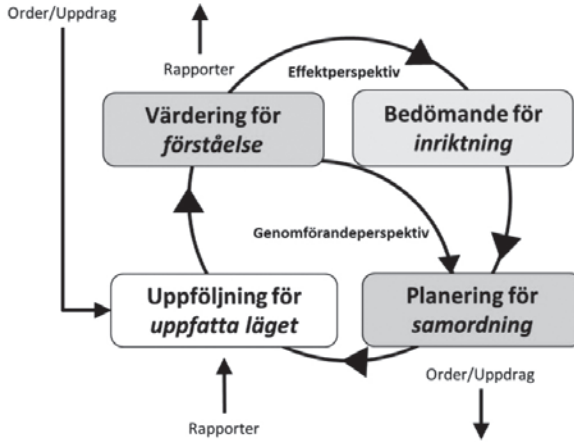 Order/Uppdrag
Rapporter
Effektperspektiv
Värdering för
förståelse
Bedömande för
inriktning
Genomförandeperspektiv
Uppföljning för
uppfatta läget
Planering för
samordning
Rapporter
Order/Uppdrag